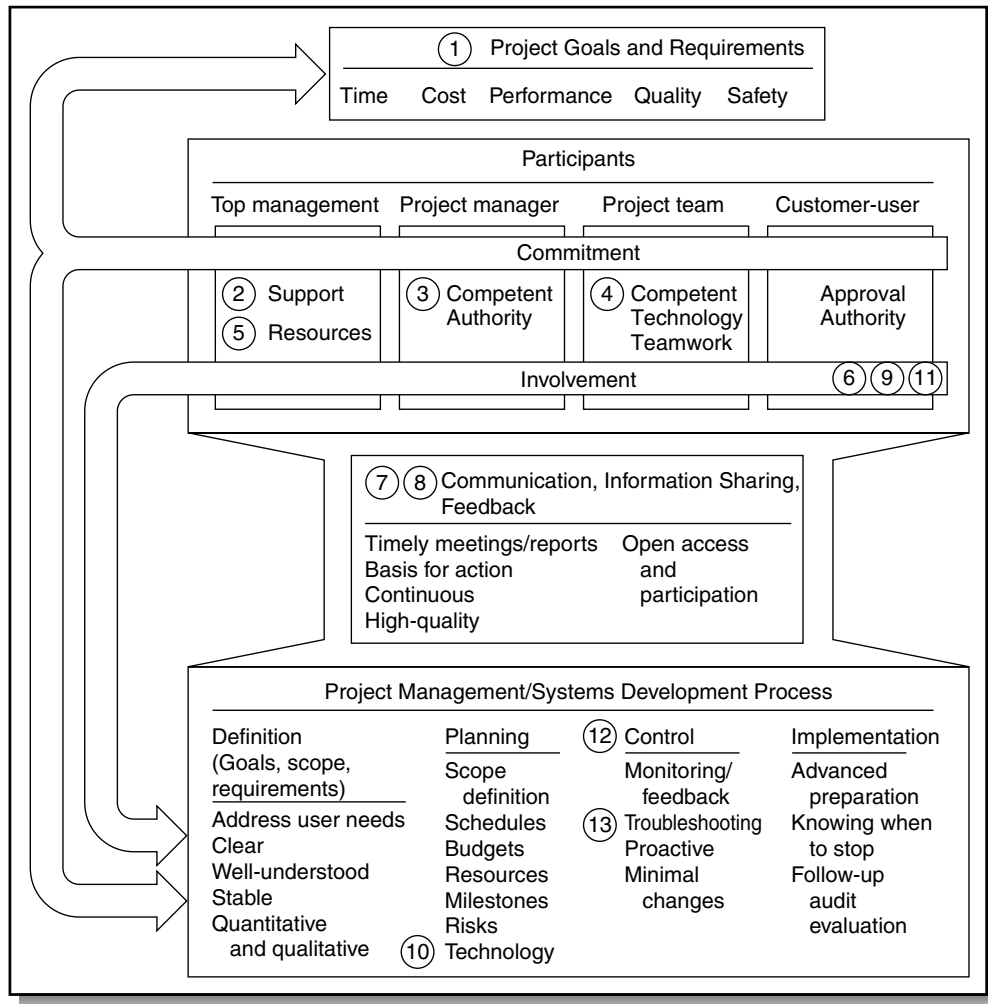 1 Project Goals and Requirements
Time Cost Performance Quality Safety
Participants
Top management Project manager Project team Customer-user
Commitment
2 Support
5 Resources
3 Competent
Authority
4 Competent
Technology
Teamwork
Approval
Authority
Involvement 6 9 11
7 8 Communication, Information Sharing,
Feedback
Timely meetings/reports
Basis for action
Continuous
High-quality
Open access
and
participation
Project Management/Systems Development Process
Definition
(Goals, scope,
requirements)
Address user needs
Clear
Well-understood
Stable
Quantitative
and qualitative
Planning
Scope
definition
Schedules
Budgets
Resources
Milestones
Risks
10 Technology
12 Control
Monitoring/
feedback
13 Troubleshooting
Proactive
Minimal
changes
Implementation
Advanced
preparation
Knowing when
to stop
Follow-up
audit
evaluation